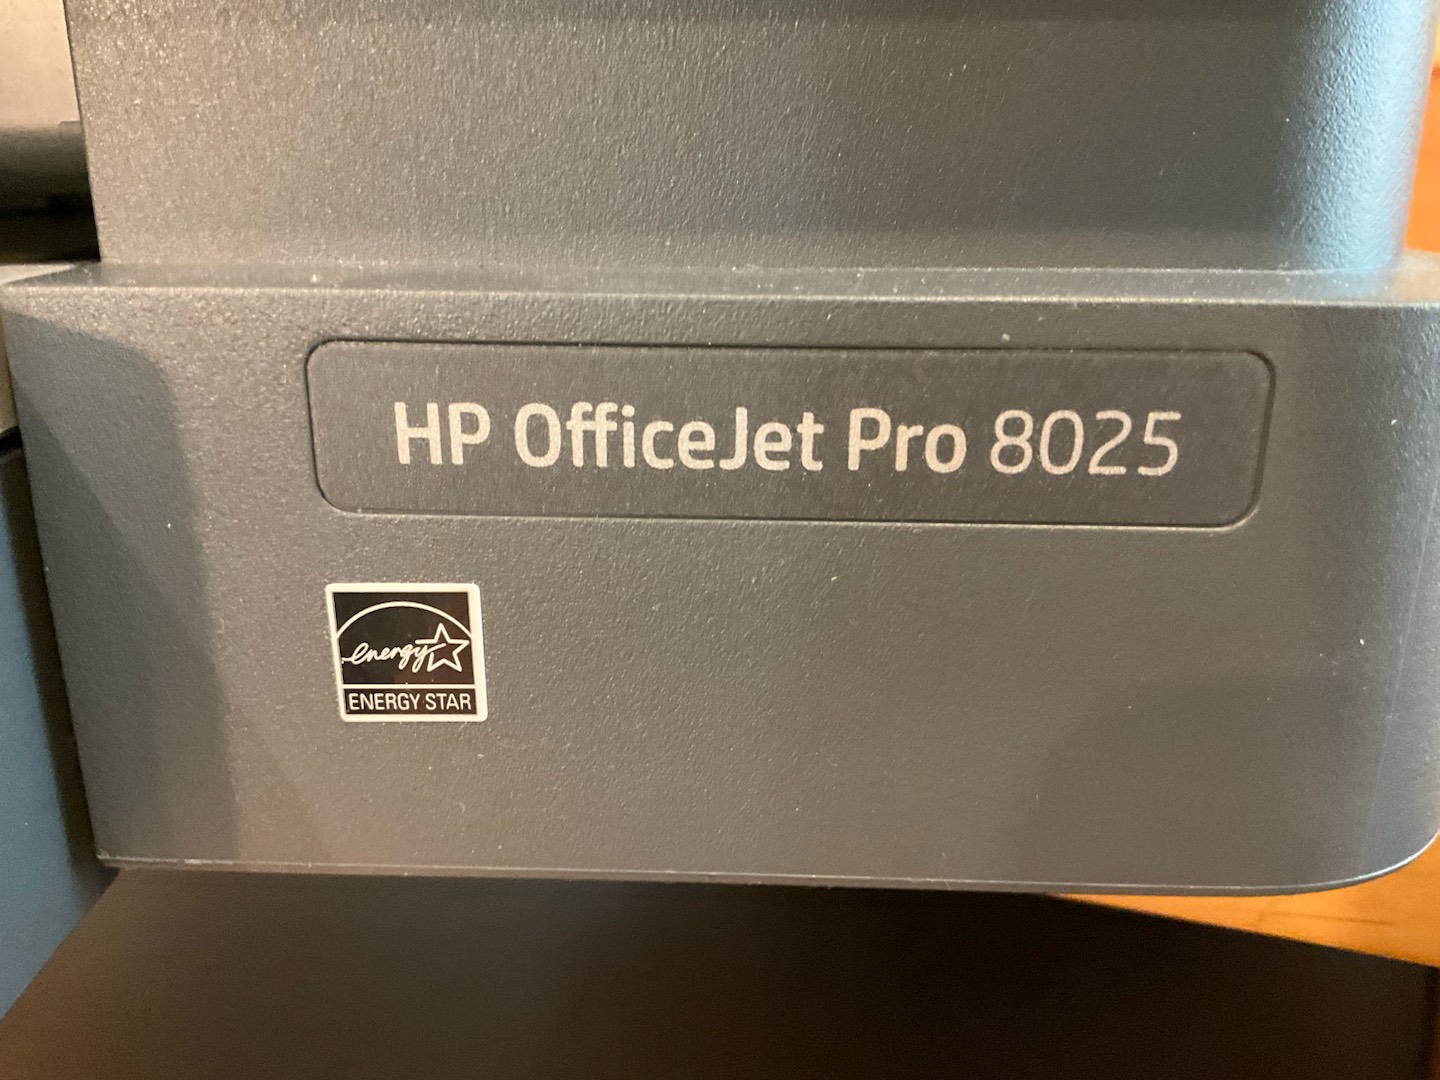 HP OfficeJet Pro 8025
energy
ENERGY STAR